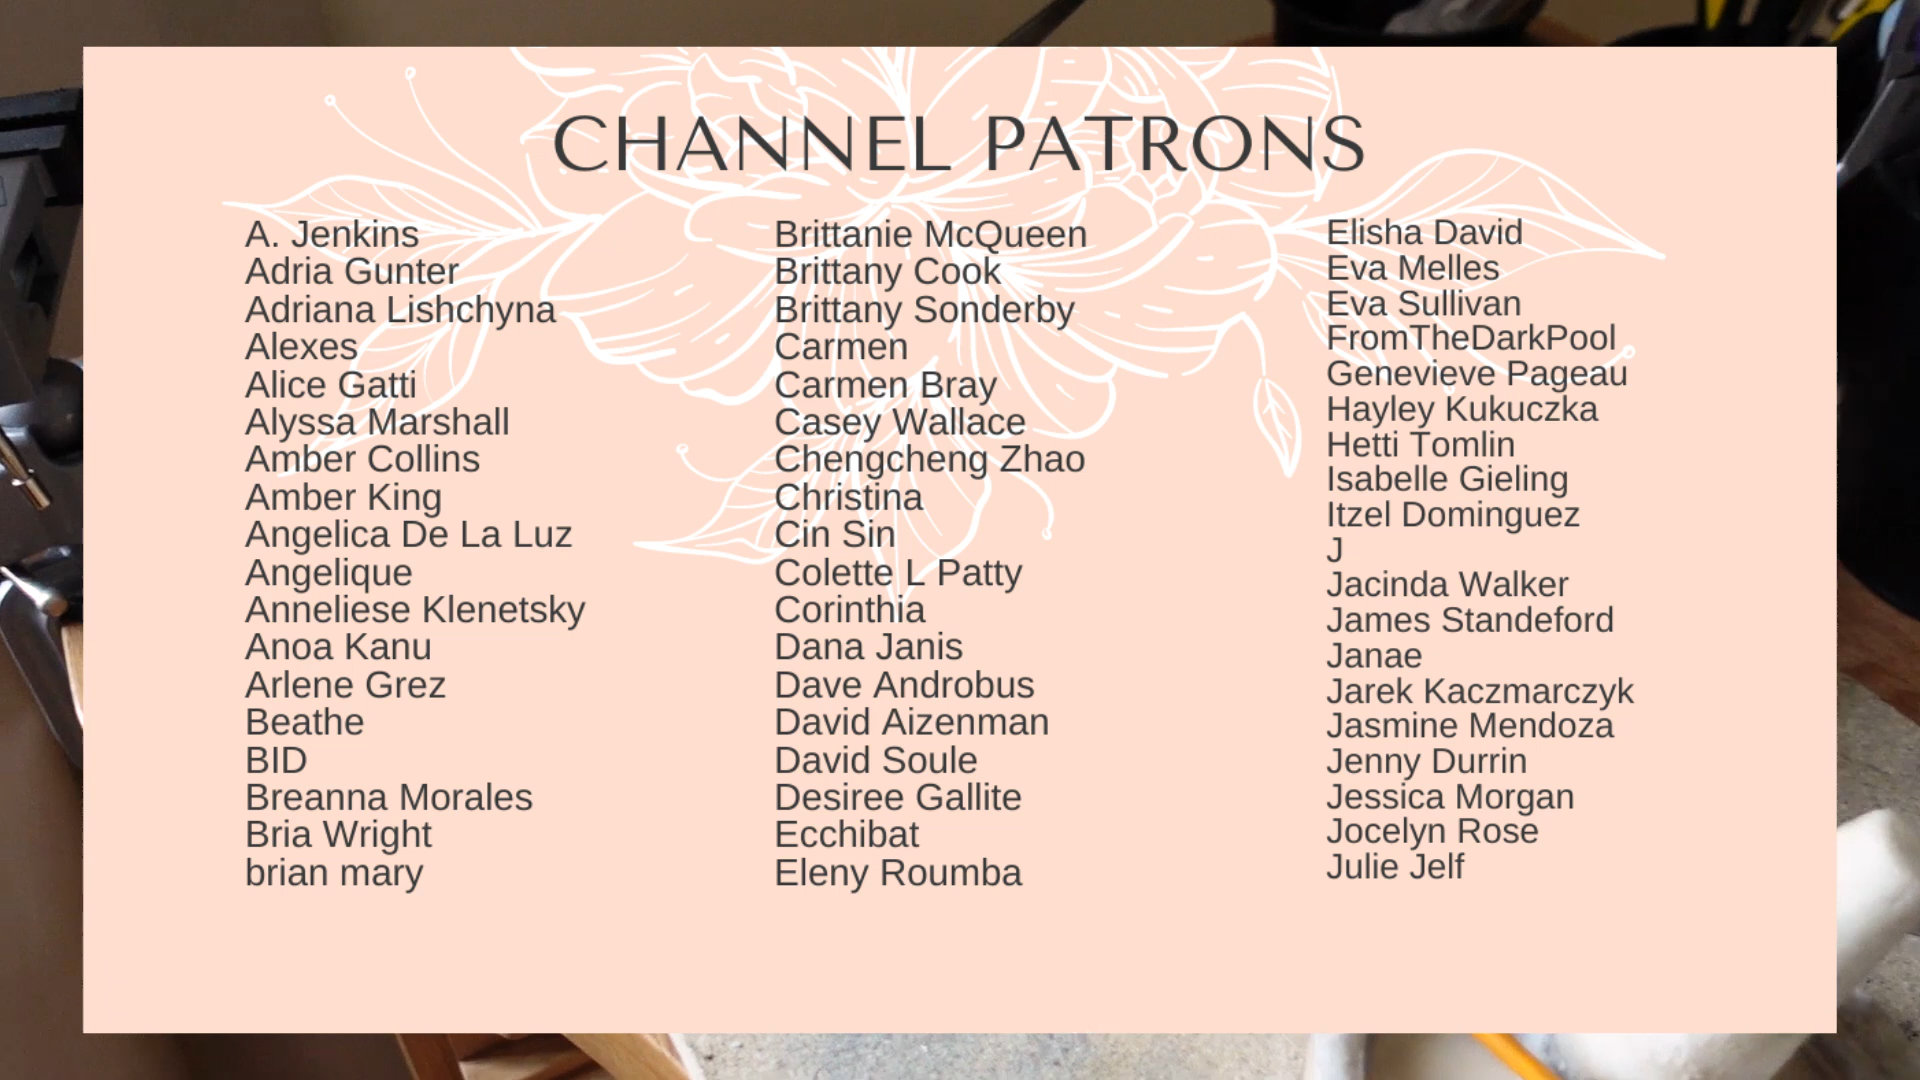 CHANNEL PATRONS
A. Jenkins
Adria Gunter
Adriana Lishchyna
Alexes
Alice Gatti
Alyssa Marshall
Amber Collins
Amber King
Angelica De La Luz
Angelique
Anneliese Klenetsky
Anoa Kanu
Arlene Grez
Beathe
BID
Breanna Morales
Bria Wright
brian mary
Brittanie McQueen
Brittany Cook
Brittany Sonderby
Carmen
Carmen Bray
Casey Wallace
Chengcheng Zhao
Christina
Cin Sin
Colette L Patty
Corinthia
Dana Janis
Dave Androbus
David Aizenman
David Soule
Desiree Gallite
Ecchibat
Eleny Roumba
Elisha David
Eva Melles
Eva Sullivan
FromTheDarkPool
Genevieve Pageau
Hayley Kukuczka
Hetti Tomlin
Isabelle Gieling
Itzel Dominguez
J
Jacinda Walker
James Standeford
Janae
Jarek Kaczmarczyk
Jasmine Mendoza
Jenny Durrin
Jessica Morgan
Jocelyn Rose
Julie Jelf